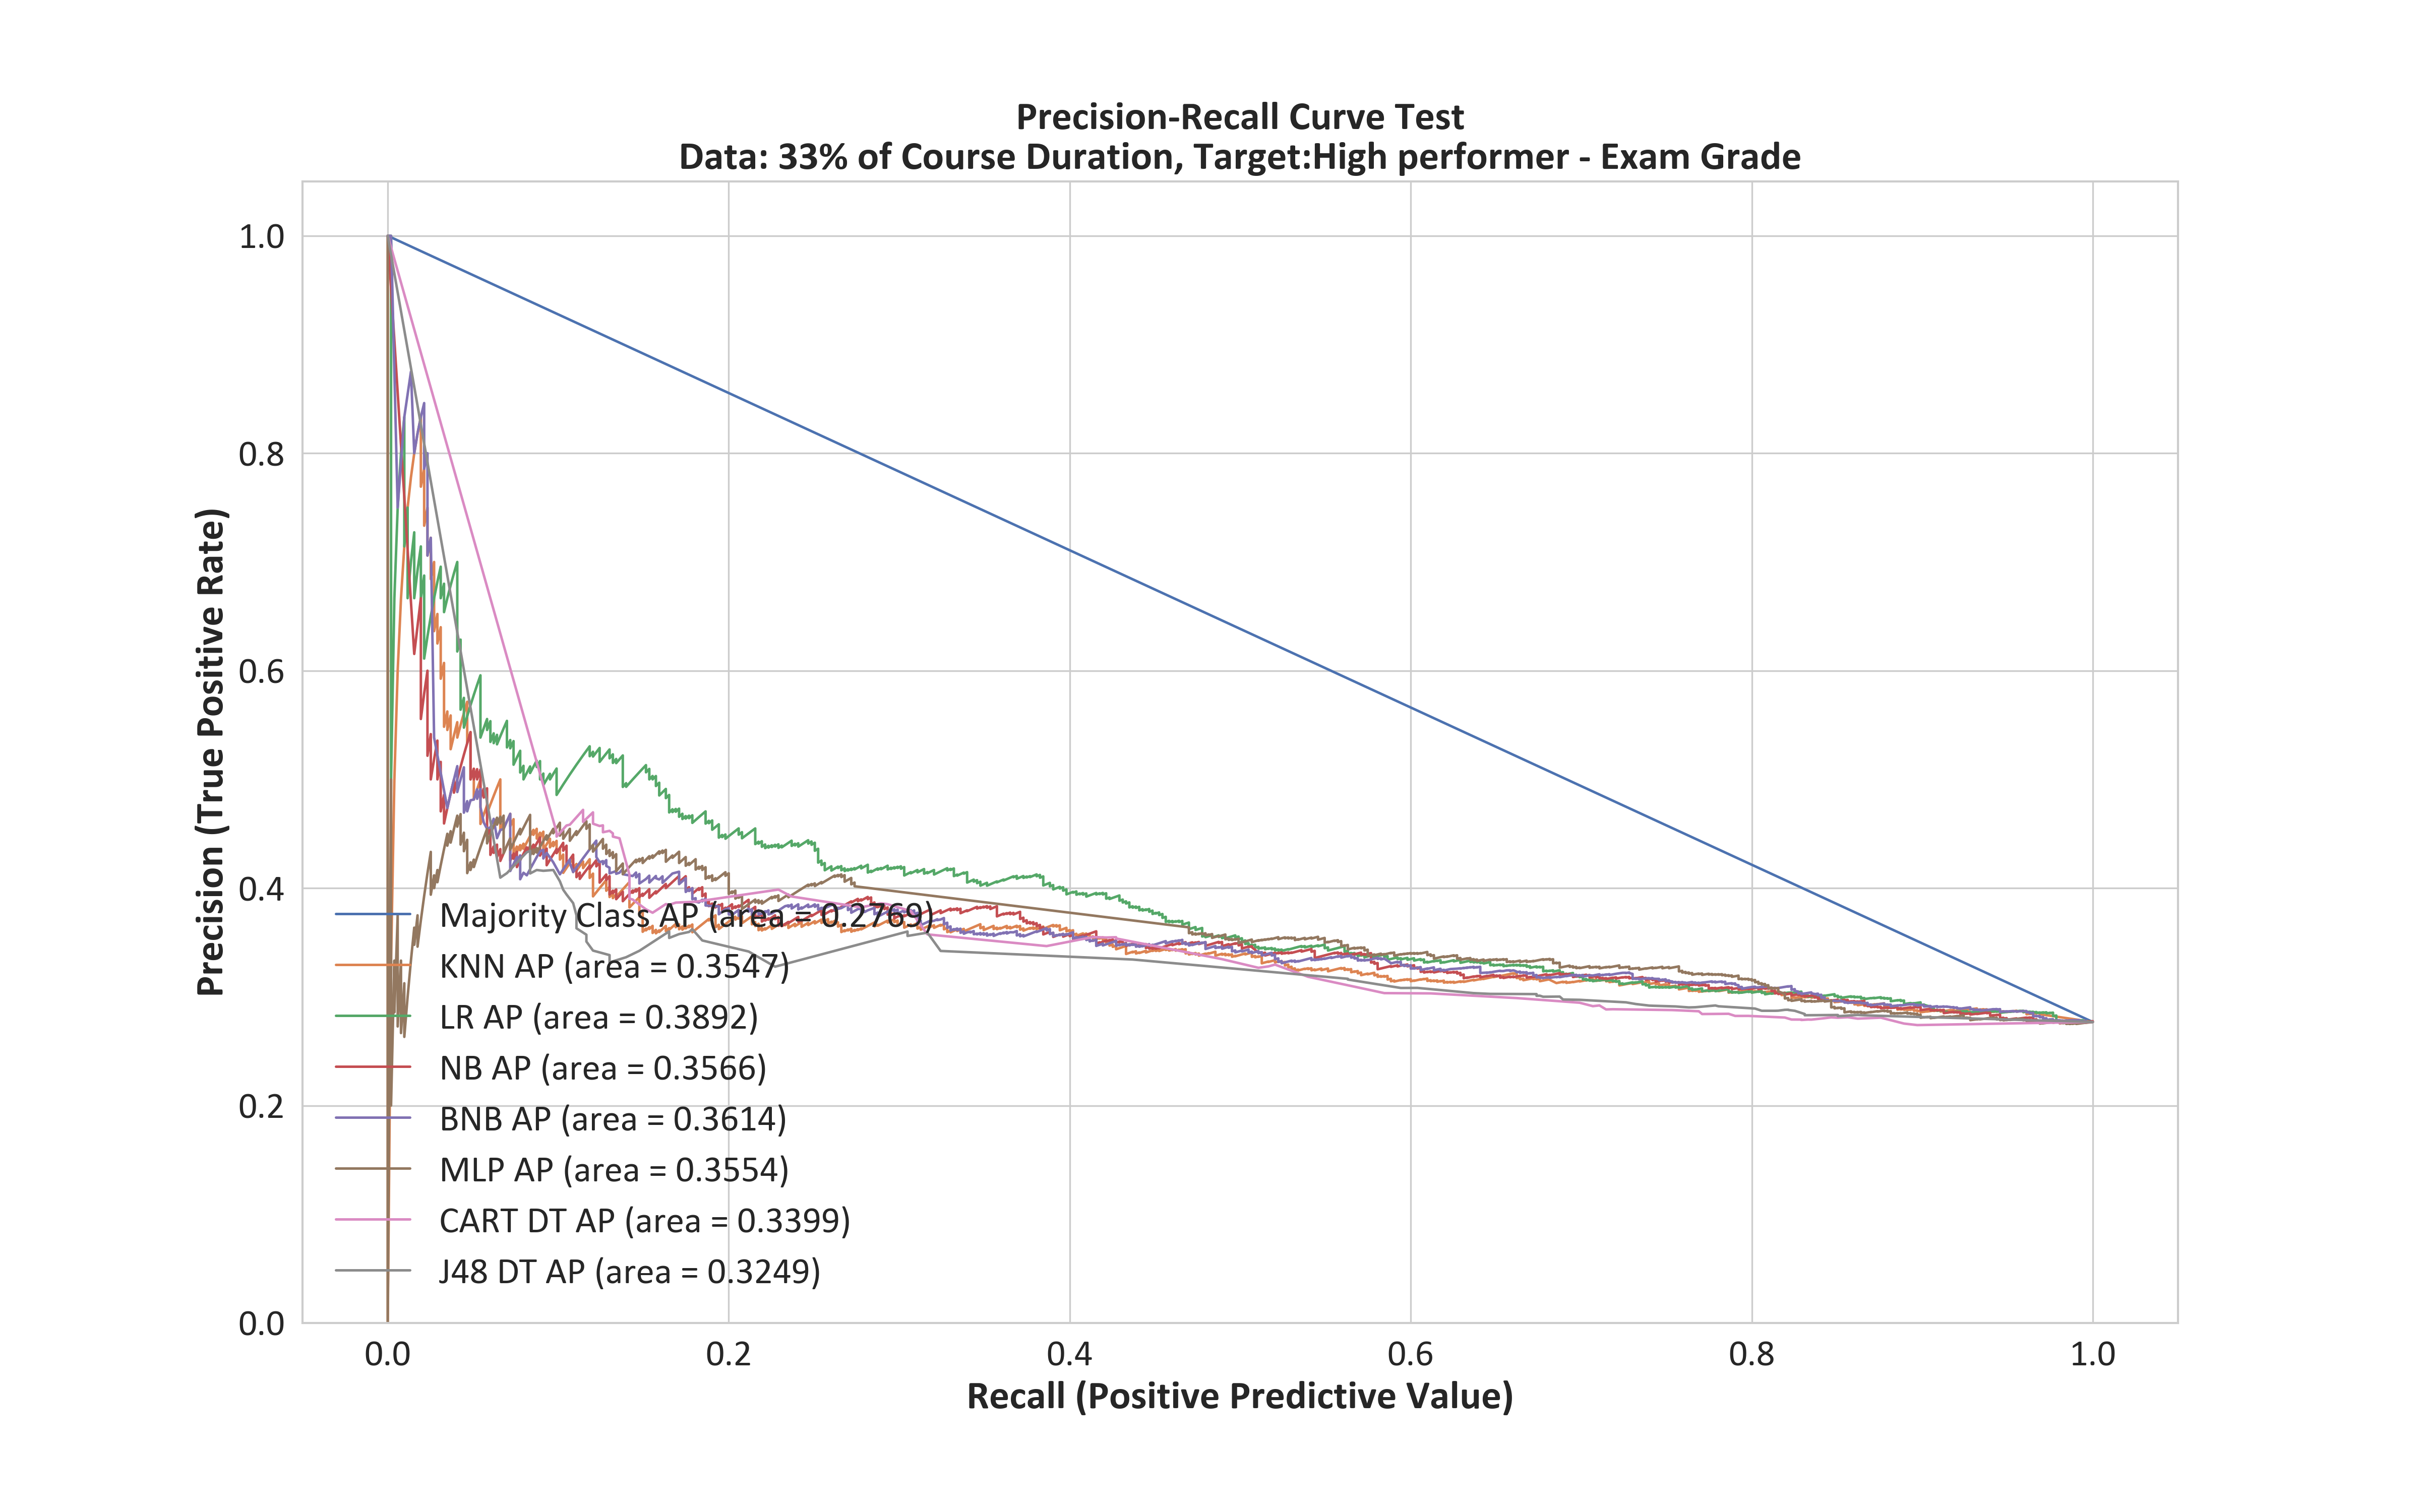 Precision-Recall Curve Test
Data: 33% of Course Duration, Target:High performer - Exam Grade
Precision (True Positive Rate)
1.0
0.8
0.6
0.4
0.2
0.0
Majority Class AP (area = 0.2769)
KNN AP (area = 0.3547)
LR AP (area = 0.3892)
NB AP (area = 0.3566)
BNB AP (area = 0.3614)
MLP AP (area = 0.3554)
CART DT AP (area = 0.3399)
J48 DT AP (area = 0.3249)
0.0 0.2 0.4 0.6 0.8 1.0
Recall (Positive Predictive Value)